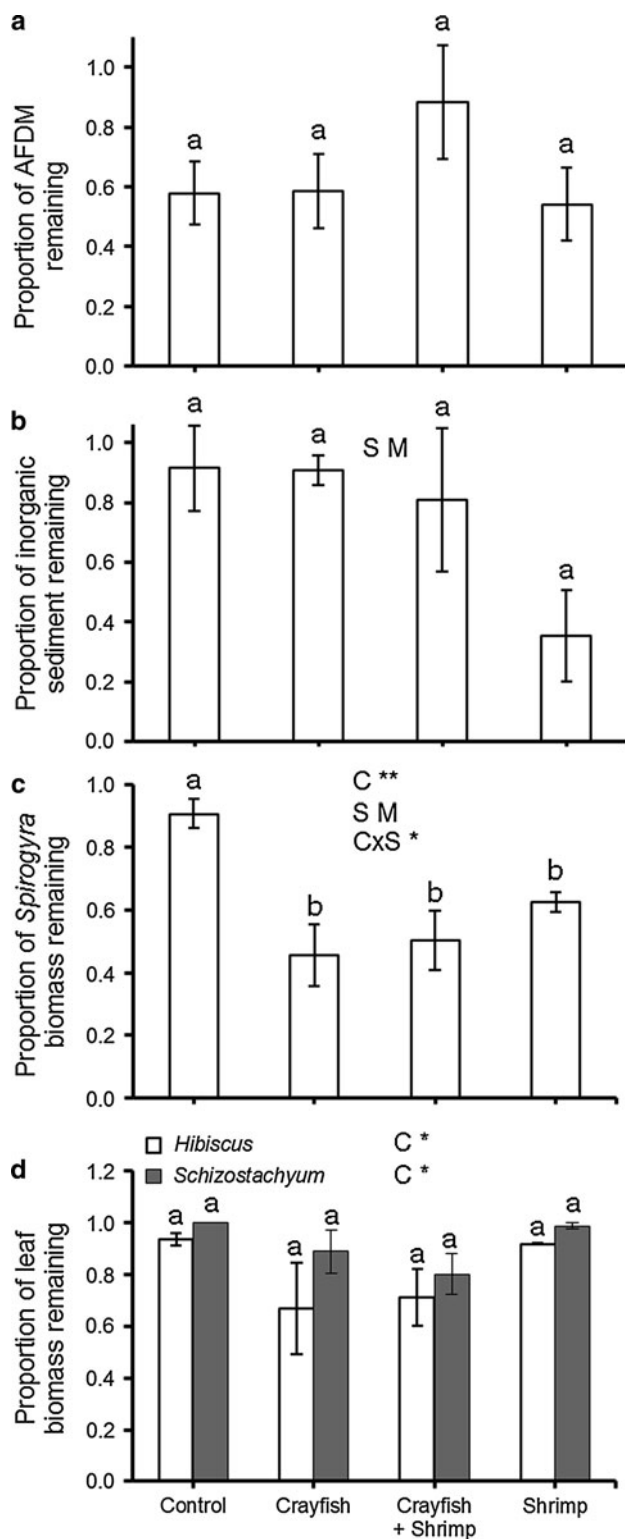 a
Proportion of AFDM
remaining
1.0
0.8
0.6
0.4
0.2
0.0
a
a
a
a
b
Proportion of inorganic
sediment remaining
1.0
0.8
0.6
0.4
0.2
0.0
a
a
a
a
S M
c
Proportion of Spirogyra
biomass remaining
1.0
0.8
0.6
0.4
0.2
0.0
a
b
b
b
C **
S M
CxS *
d
Proportion of leaf
biomass remaining
1.2
1.0
0.8
0.6
0.4
0.2
0.0
Hibiscus C *
Schizostachyum C *
a a
a a
a a
a a
Control
Crayfish
Crayfish
+ Shrimp
Shrimp